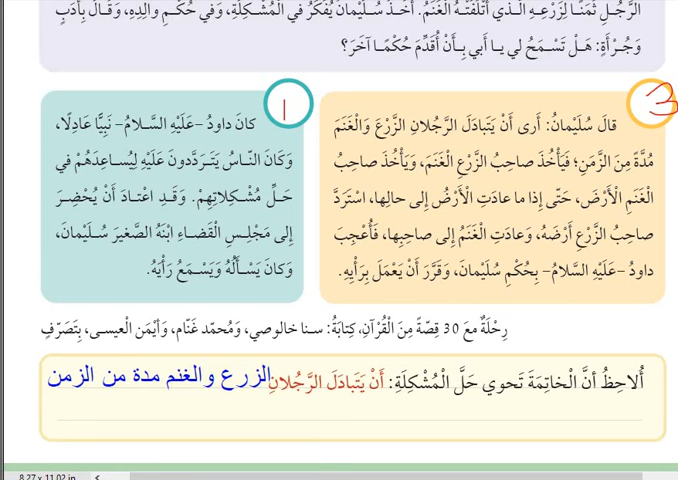 الرَّجُلِ ثَمَنًا لِزَرْعِهِ الَّذي أَتْلَفَتْهُ الْغَنَمُ. أَخَذَ سُلَيْمانُ يُفَكِّرُ في الْمُشْكِلَةِ، وَفي حُكْمِ والِدِهِ، وَقالَ بِأَدَبٍ
وَجُرْأَةٍ: هَلْ تَسْمَحُ لي يا أَبي بِأَنْ أُقَدِّمَ حُكْمًا آخَرَ؟
3
قالَ سُلَيْمانُ: أَرى أَنْ يَتَبادَلَ الرَّجُلانِ الزَّرْعَ وَالْغَنَمَ
مُدَّةً مِنَ الزَّمَنِ؛ فَيَأْخُذَ صاحِبُ الزَّرْعِ الْغَنَمَ، وَيَأْخُذَ صاحِبُ
الْغَنَمِ الْأَرْضَ، حَتّى إِذا ما عادَتِ الْأَرْضُ إِلى حالِها، اسْتَرَدَّ
صاحِبُ الزَّرْعِ أَرْضَهُ، وَعادَتِ الْغَنَمُ إِلى صاحِبِها، فَأُعْجِبَ
داودُ -عَلَيْهِ السَّلامُ- بِحُكْمِ سُلَيْمانَ، وَقَرَّرَ أَنْ يَعْمَلَ بِرَأْيِهِ.
1
كانَ داودُ -عَلَيْهِ السَّلامُ- نَبِيًّا عادِلًا،
وَكانَ النّاسُ يَتَرَدَّدونَ عَلَيْهِ لِيُساعِدَهُمْ في
حَلِّ مُشْكِلاتِهِمْ. وَقَدِ اعْتادَ أَنْ يُحْضِرَ
إِلى مَجْلِسِ الْقَضاءِ ابْنَهُ الصَّغيرَ سُلَيْمانَ،
وَكانَ يَسْأَلُهُ وَيَسْمَعُ رَأْيَهُ.
رِحْلَةٌ مَعَ 30 قِصَّةً مِنَ الْقُرْآنِ، كِتابَةُ: سنا خالوصي، وَمُحَمّد غَنّام، وَأَيْمَن الْعيسى، بِتَصَرُّفٍ
أُلاحِظُ أَنَّ الْخاتِمَةَ تَحوي حَلَّ الْمُشْكِلَةِ: أَنْ يَتَبادَلَ الرَّجُلانِ الزرع والغنم مدة من الزمن
8.27 x 11.02 in